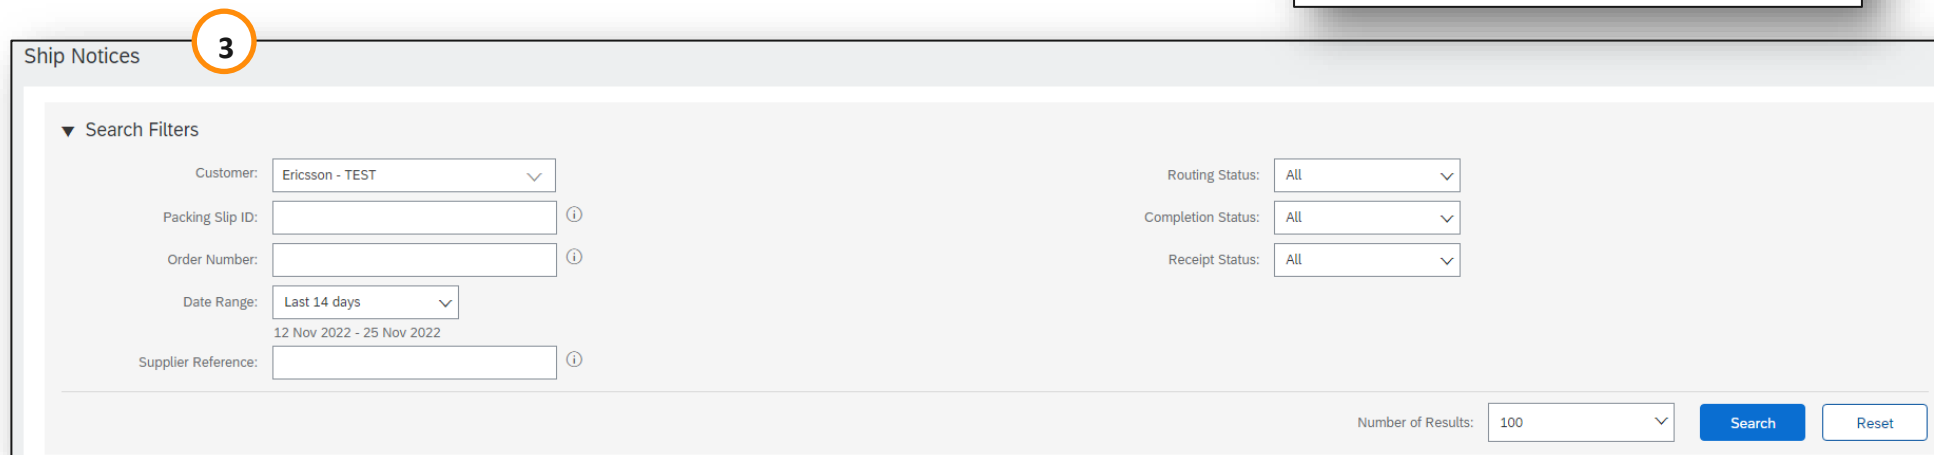 3
Ship Notices
▼ Search Filters
Customer: Ericsson - TEST
Routing Status: All
Packing Slip ID:
Completion Status: All
Order Number:
Receipt Status: All
Date Range: Last 14 days
12 Nov 2022 - 25 Nov 2022
Supplier Reference:
Number of Results: 100 Search Reset